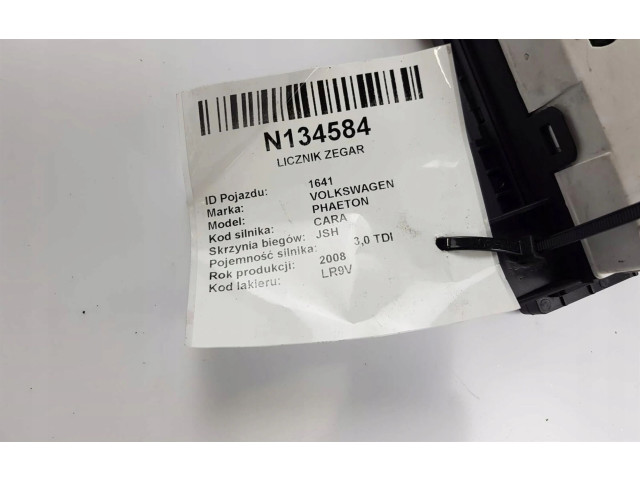 N134584
LICZNIK ZEGAR
ID Pojazdu: 1641
Marka: VOLKSWAGEN
Model: PHAETON
Kod silnika: CARA
Skrzynia biegów: JSH
Pojemność silnika: 3,0 TDI
Rok produkcji: 2008
Kod lakieru: LR9V